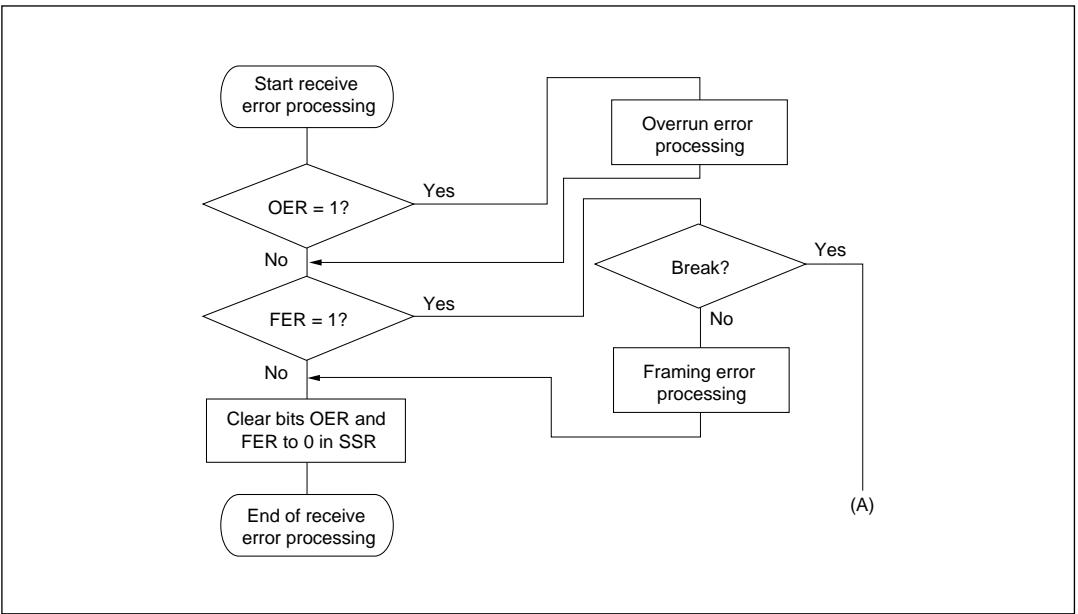 Start receive
error processing
Overrun error
processing
Yes
OER = 1?
No
Yes
Break?
Yes
FER = 1?
No
No
Framing error
processing
Clear bits OER and
FER to 0 in SSR
(A)
End of receive
error processing